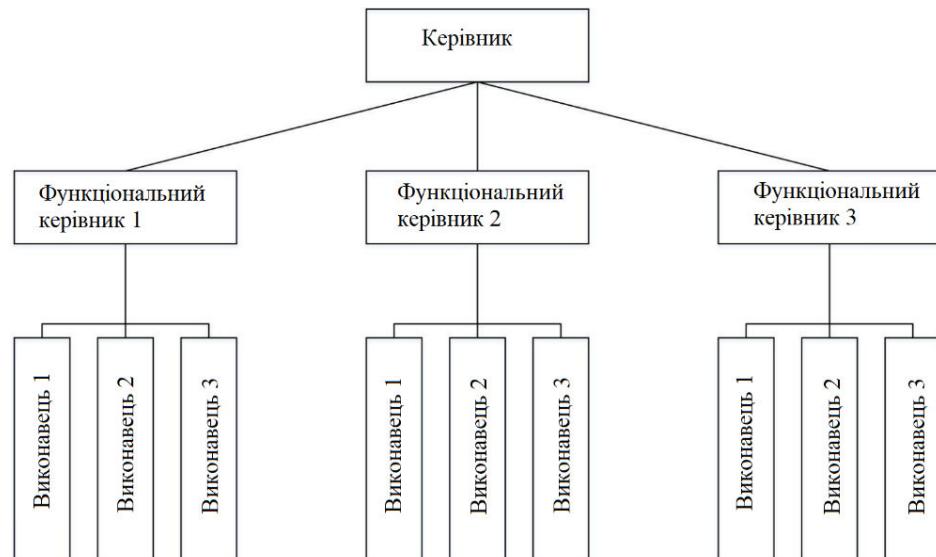 Керівник
Функціональний
керівник 1
Функціональний
керівник 2
Функціональний
керівник 3
Виконавець 1
Виконавець 2
Виконавець 3
Виконавець 1
Виконавець 2
Виконавець 3
Виконавець 1
Виконавець 2
Виконавець 3